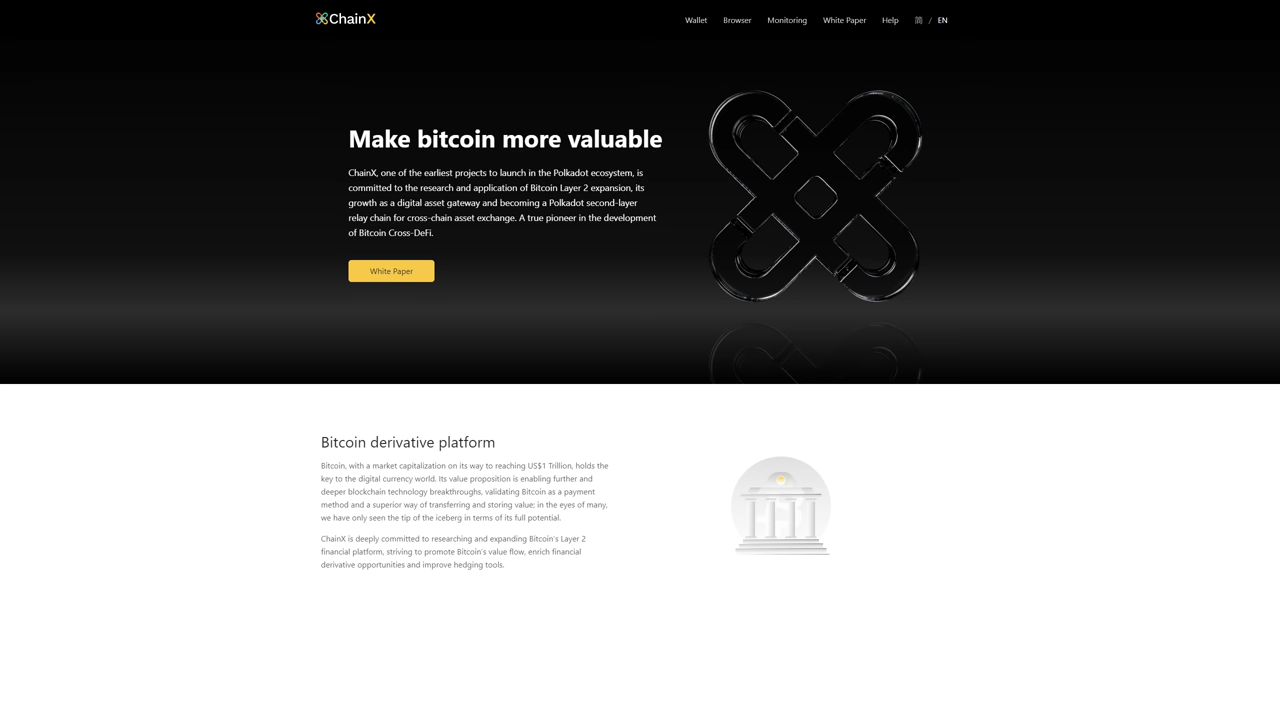 ChainX
Wallet
Browser
Monitoring
White Paper
Help
简 / EN
Make bitcoin more valuable
ChainX, one of the earliest projects to launch in the Polkadot ecosystem, is
committed to the research and application of Bitcoin Layer 2 expansion, its
growth as a digital asset gateway and becoming a Polkadot second-layer
relay chain for cross-chain asset exchange. A true pioneer in the development
of Bitcoin Cross-DeFi.
White Paper
Bitcoin derivative platform
Bitcoin, with a market capitalization on its way to reaching US$1 Trillion, holds the
key to the digital currency world. Its value proposition is enabling further and
deeper blockchain technology breakthroughs, validating Bitcoin as a payment
method and a superior way of transferring and storing value; in the eyes of many,
we have only seen the tip of the iceberg in terms of its full potential.
ChainX is deeply committed to researching and expanding Bitcoin's Layer 2
financial platform, striving to promote Bitcoin's value flow, enrich financial
derivative opportunities and improve hedging tools.